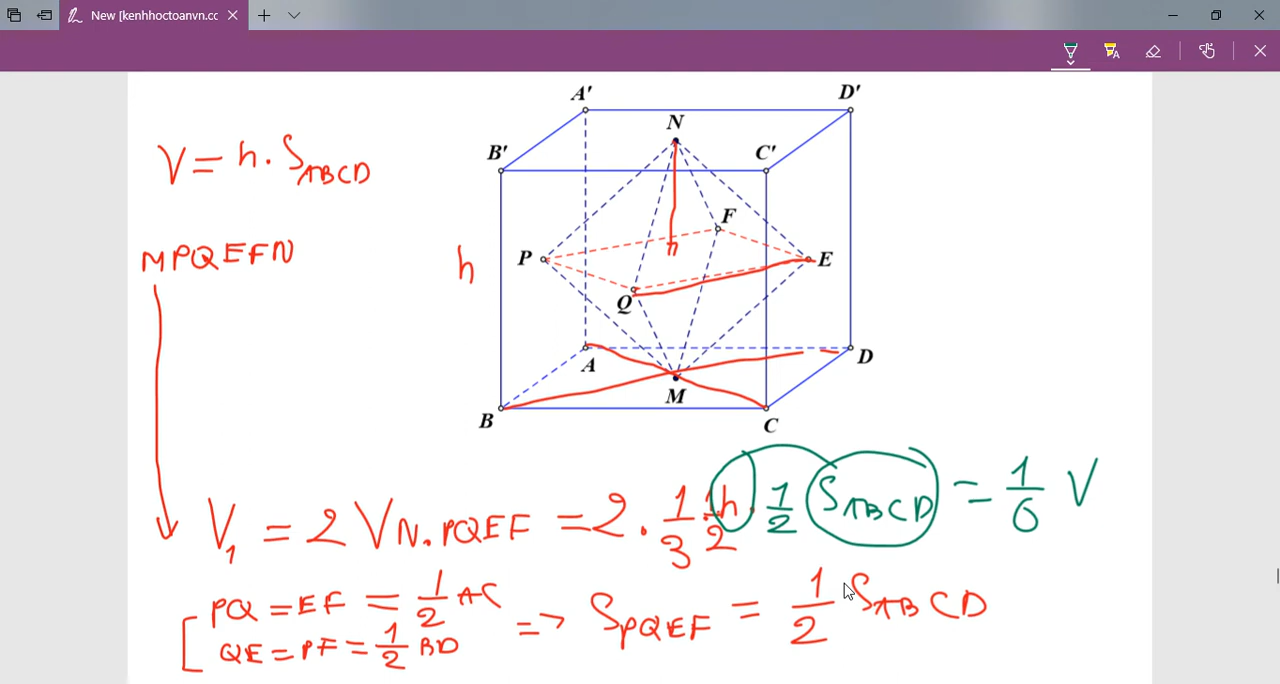 New [kenhhoctoanvn.cc
V = h . S_ABCD
MPQEFN
h
A'
D'
N
B'
C'
F
P
E
h
Q
A
D
M
B
C
V_1 = 2 V_N.PQEF = 2 . 1/3 . 1/2 h . 1/2 S_ABCD = 1/6 V
PQ = EF = 1/2 AC
QE = PF = 1/2 BD
=> S_PQEF = 1/2 S_ABCD